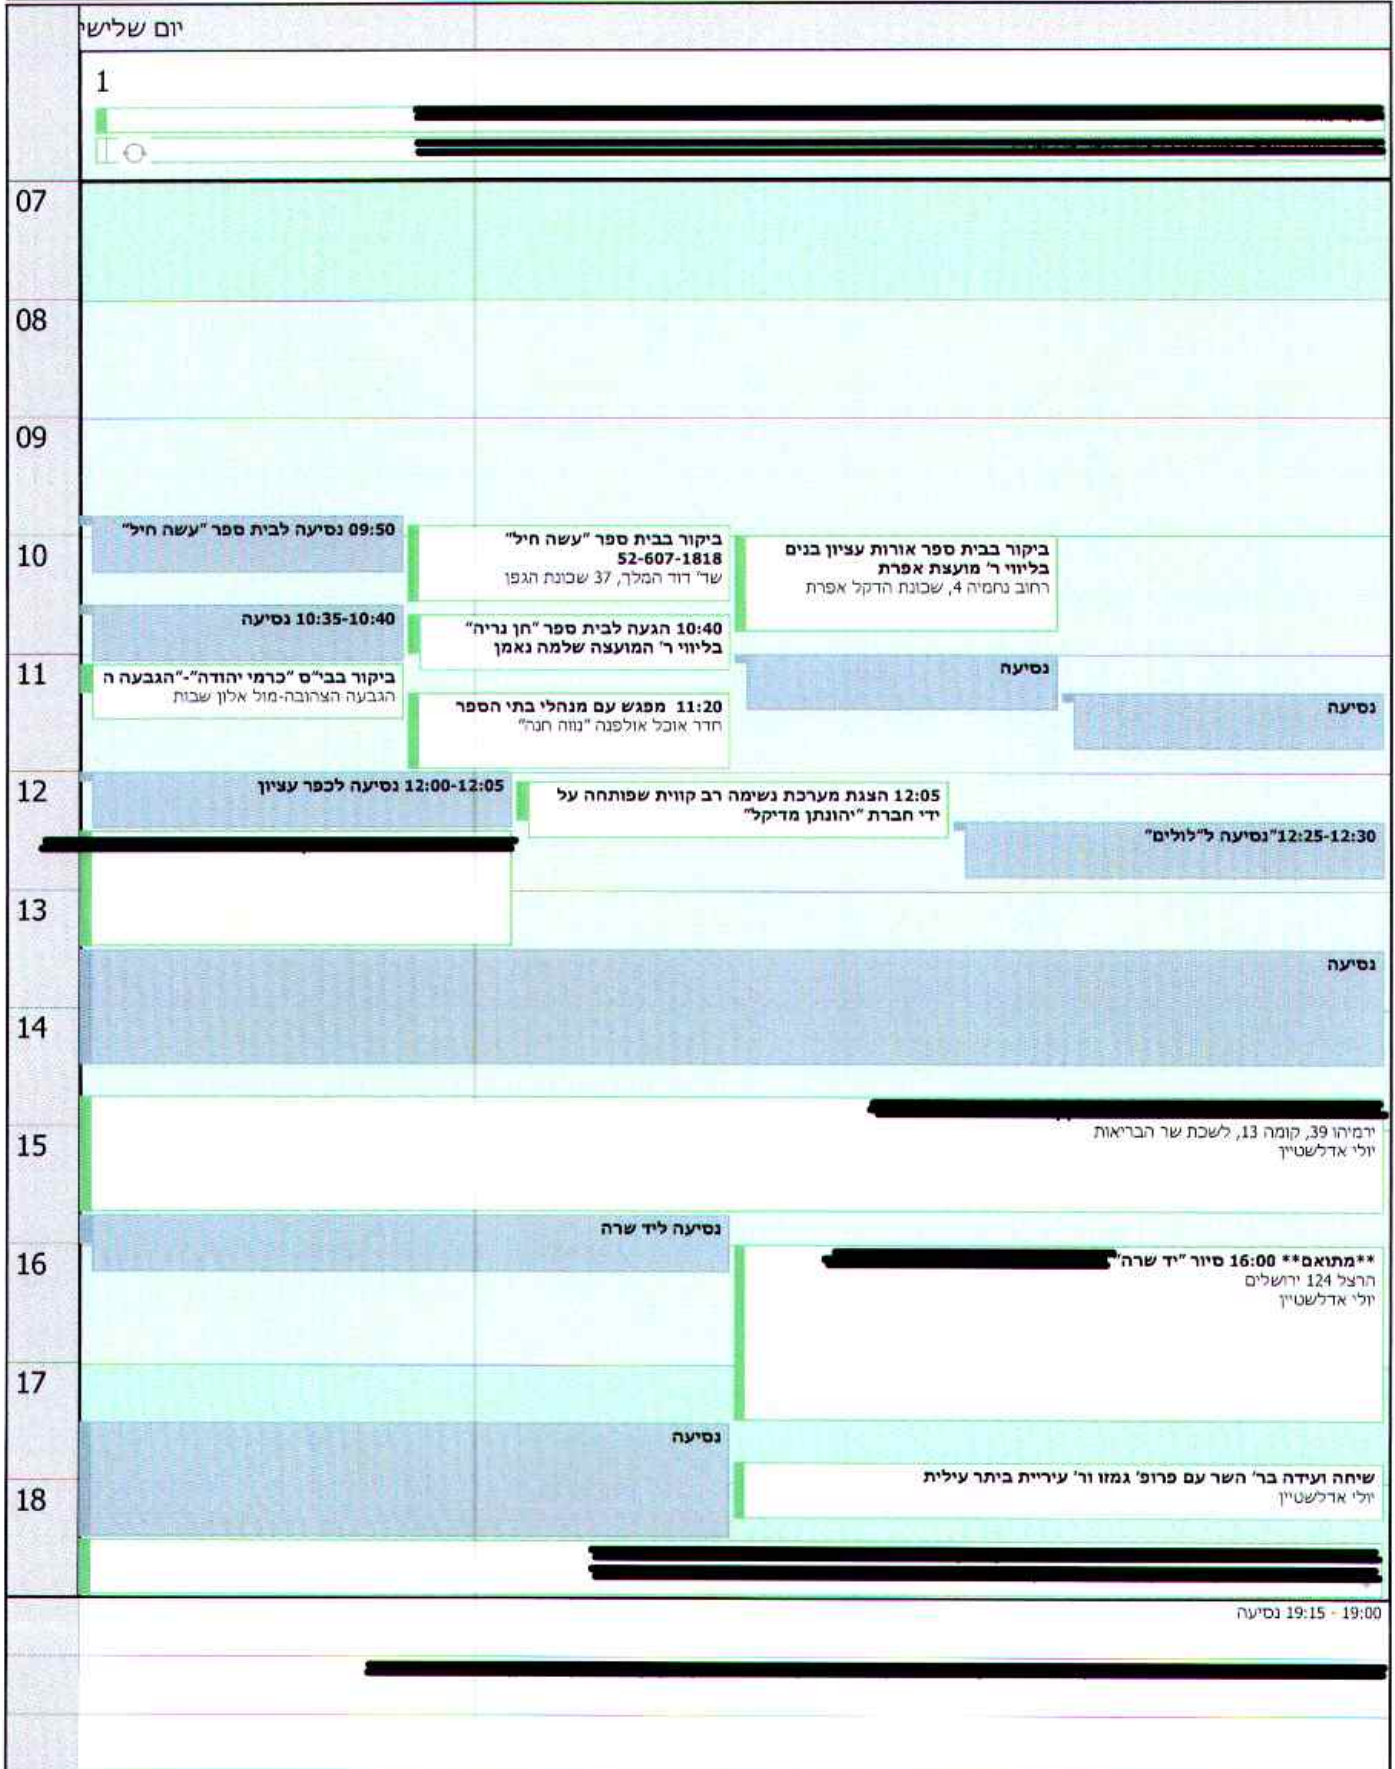 יום שלישי
1
07
08
09
10
11
12
13
14
15
16
17
18
09:50 נסיעה לבית ספר "עשה חיל"
ביקור בבית ספר "עשה חיל"
52-607-1818
שד' דוד המלך, 37 שכונת הגפן
ביקור בבית ספר אורות עציון בנים
בליווי ר' מועצת אפרת
רחוב נחמיה 4, שכונת הדקל אפרת
10:35-10:40 נסיעה
10:40 הגעה לבית ספר "חן נריה"
בליווי ר' המועצה שלמה נאמן
נסיעה
ביקור בבי"ס "כרמי יהודה"-"הגבעה ה
הגבעה הצהובה-מול אלון שבות
11:20 מפגש עם מנהלי בתי הספר
חדר אוכל אולפנה "נווה חנה"
נסיעה
12:00-12:05 נסיעה לכפר עציון
12:05 הצגת מערכת נשימה רב קווית שפותחה על
ידי חברת "יהונתן מדיקל"
12:25-12:30"נסיעה ל"לולים"
נסיעה
ירמיהו 39, קומה 13, לשכת שר הבריאות
יולי אדלשטיין
נסיעה ליד שרה
**מתואם** 16:00 סיור "יד שרה"
הרצל 124 ירושלים
יולי אדלשטיין
נסיעה
שיחה ועידה בר' השר עם פרופ' גמזו ור' עיריית ביתר עילית
יולי אדלשטיין
19:00 - 19:15 נסיעה